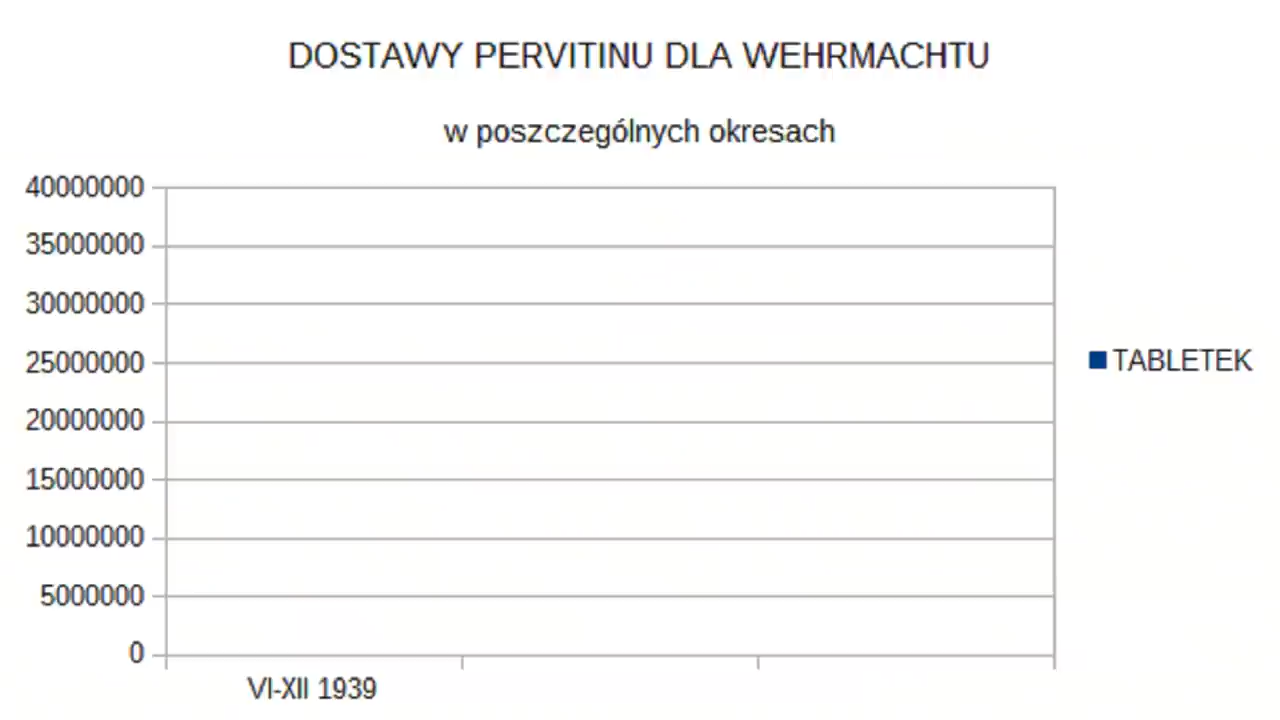 DOSTAWY PERVITINU DLA WEHRMACHTU
w poszczególnych okresach
40000000
35000000
30000000
25000000
20000000
15000000
10000000
5000000
0
VI-XII 1939
TABLETEK